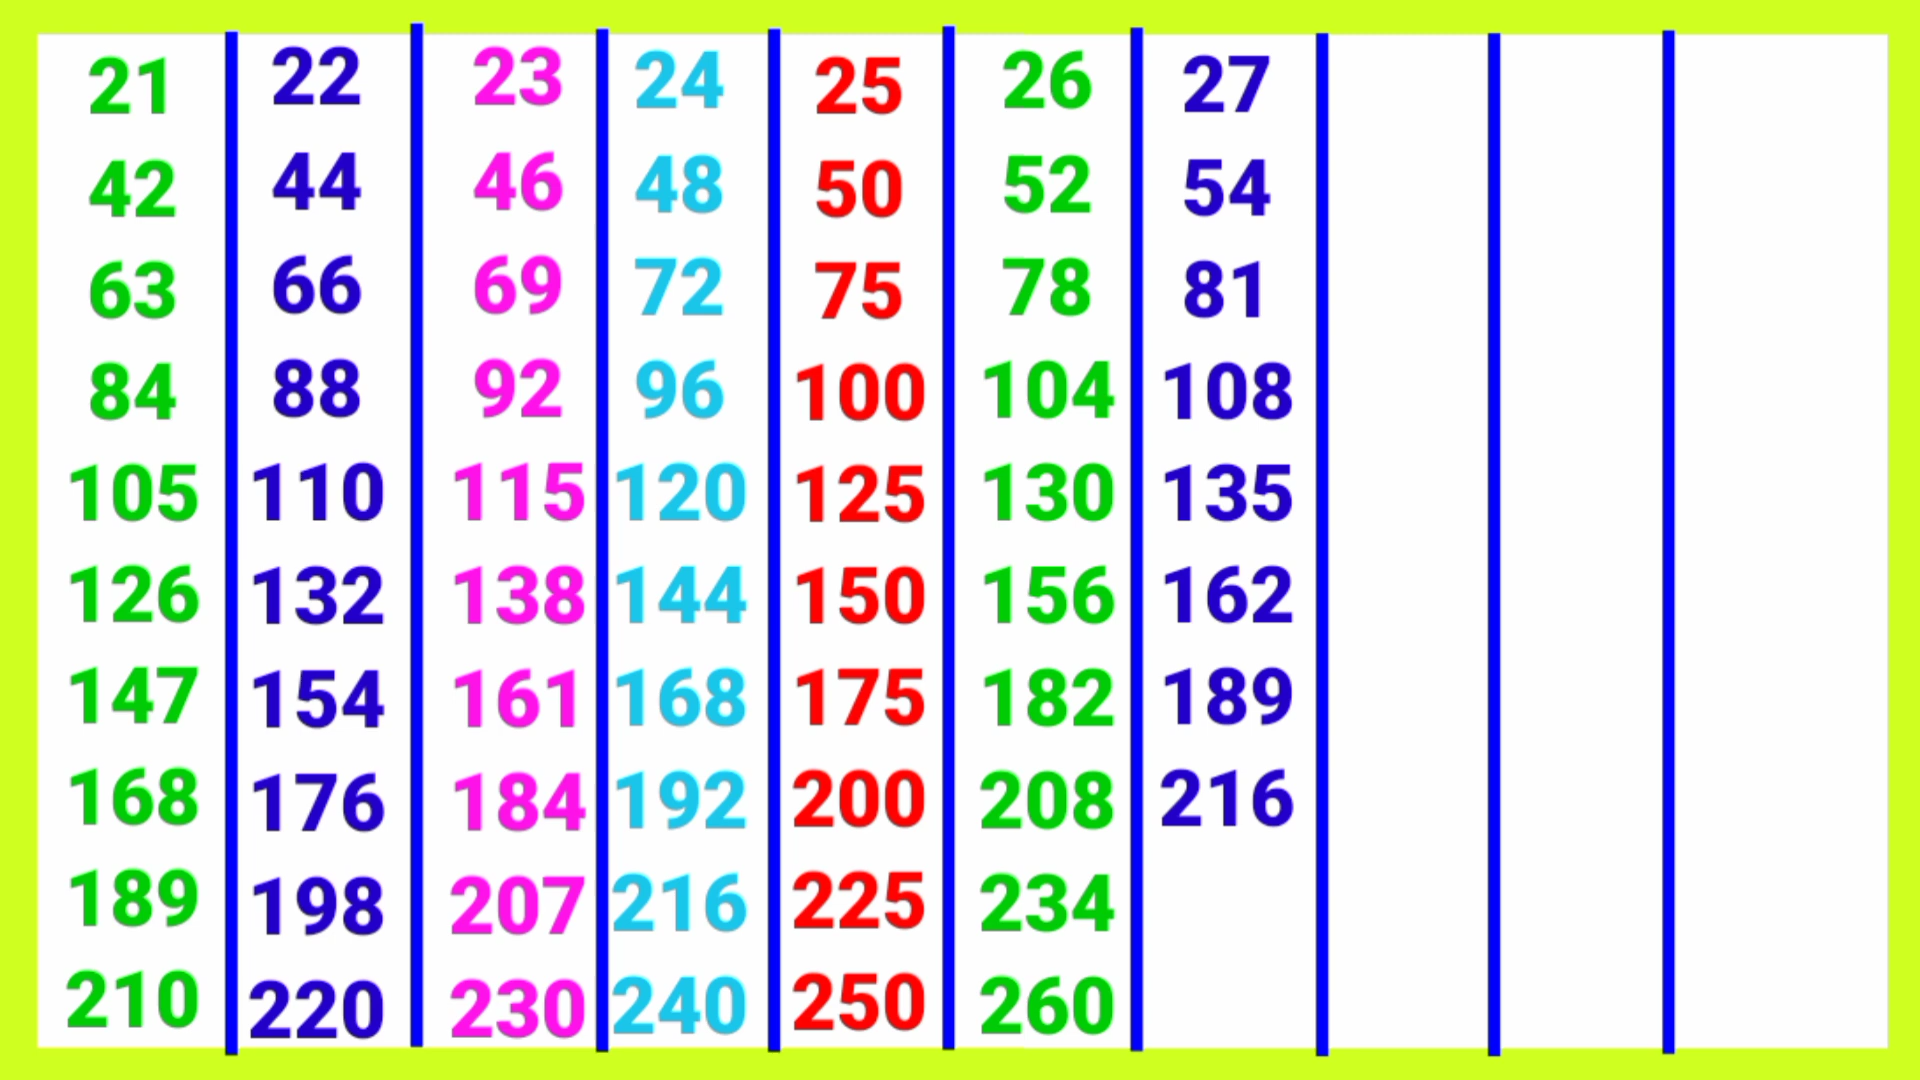 21 22 23 24 25 26 27
42 44 46 48 50 52 54
63 66 69 72 75 78 81
84 88 92 96 100 104 108
105 110 115 120 125 130 135
126 132 138 144 150 156 162
147 154 161 168 175 182 189
168 176 184 192 200 208 216
189 198 207 216 225 234
210 220 230 240 250 260